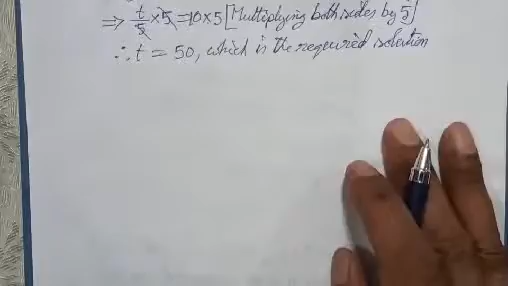 ⇒ t/5 × 5 = 10 × 5 [Multiplying both sides by 5]
∴ t = 50, which is the required solution